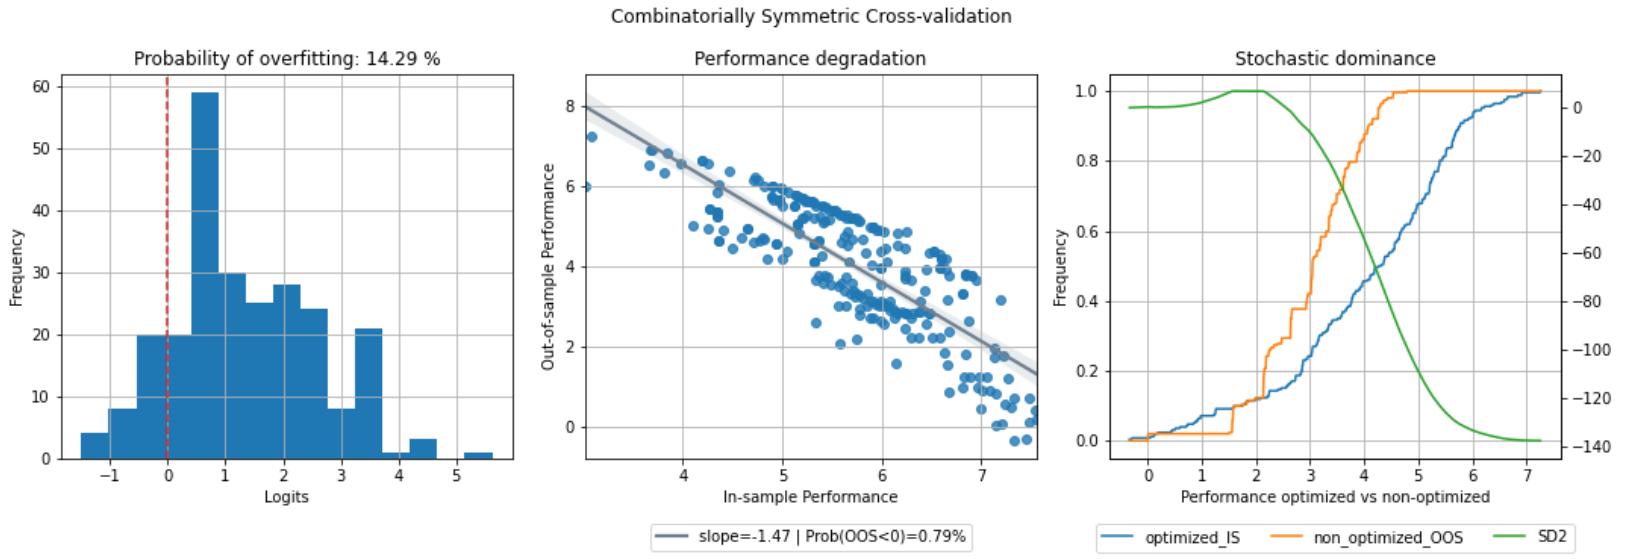 Combinatorially Symmetric Cross-validation
Probability of overfitting: 14.29 %
60
50
40
30
20
10
0
Frequency
−1 0 1 2 3 4 5
Logits
Performance degradation
8
6
4
2
0
Out-of-sample Performance
4 5 6 7
In-sample Performance
slope=-1.47 | Prob(OOS<0)=0.79%
Stochastic dominance
1.0
0.8
0.6
0.4
0.2
0.0
Frequency
0
−20
−40
−60
−80
−100
−120
−140
0 1 2 3 4 5 6 7
Performance optimized vs non-optimized
optimized_IS non_optimized_OOS SD2